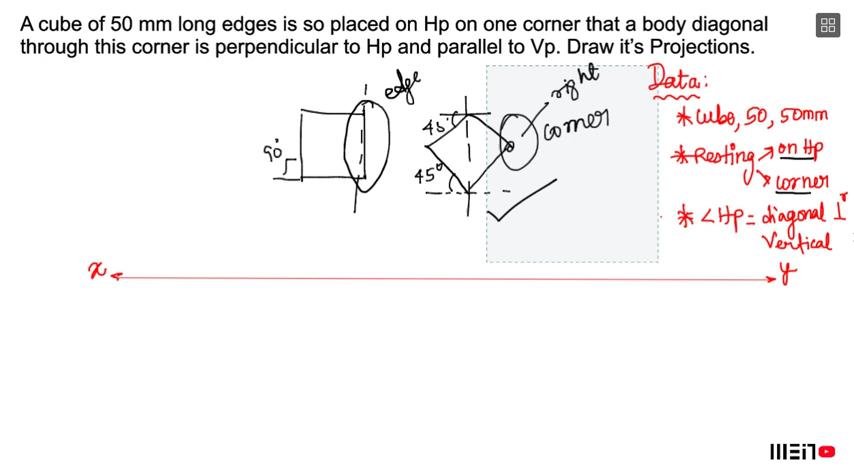 A cube of 50 mm long edges is so placed on Hp on one corner that a body diagonal
through this corner is perpendicular to Hp and parallel to Vp. Draw it's Projections.
edge
right
corner
90°
45°
45°
Data:
* Cube, 50, 50mm
* Resting → on Hp
↘ corner
* ∠Hp = diagonal ⊥r
Vertical
x
y